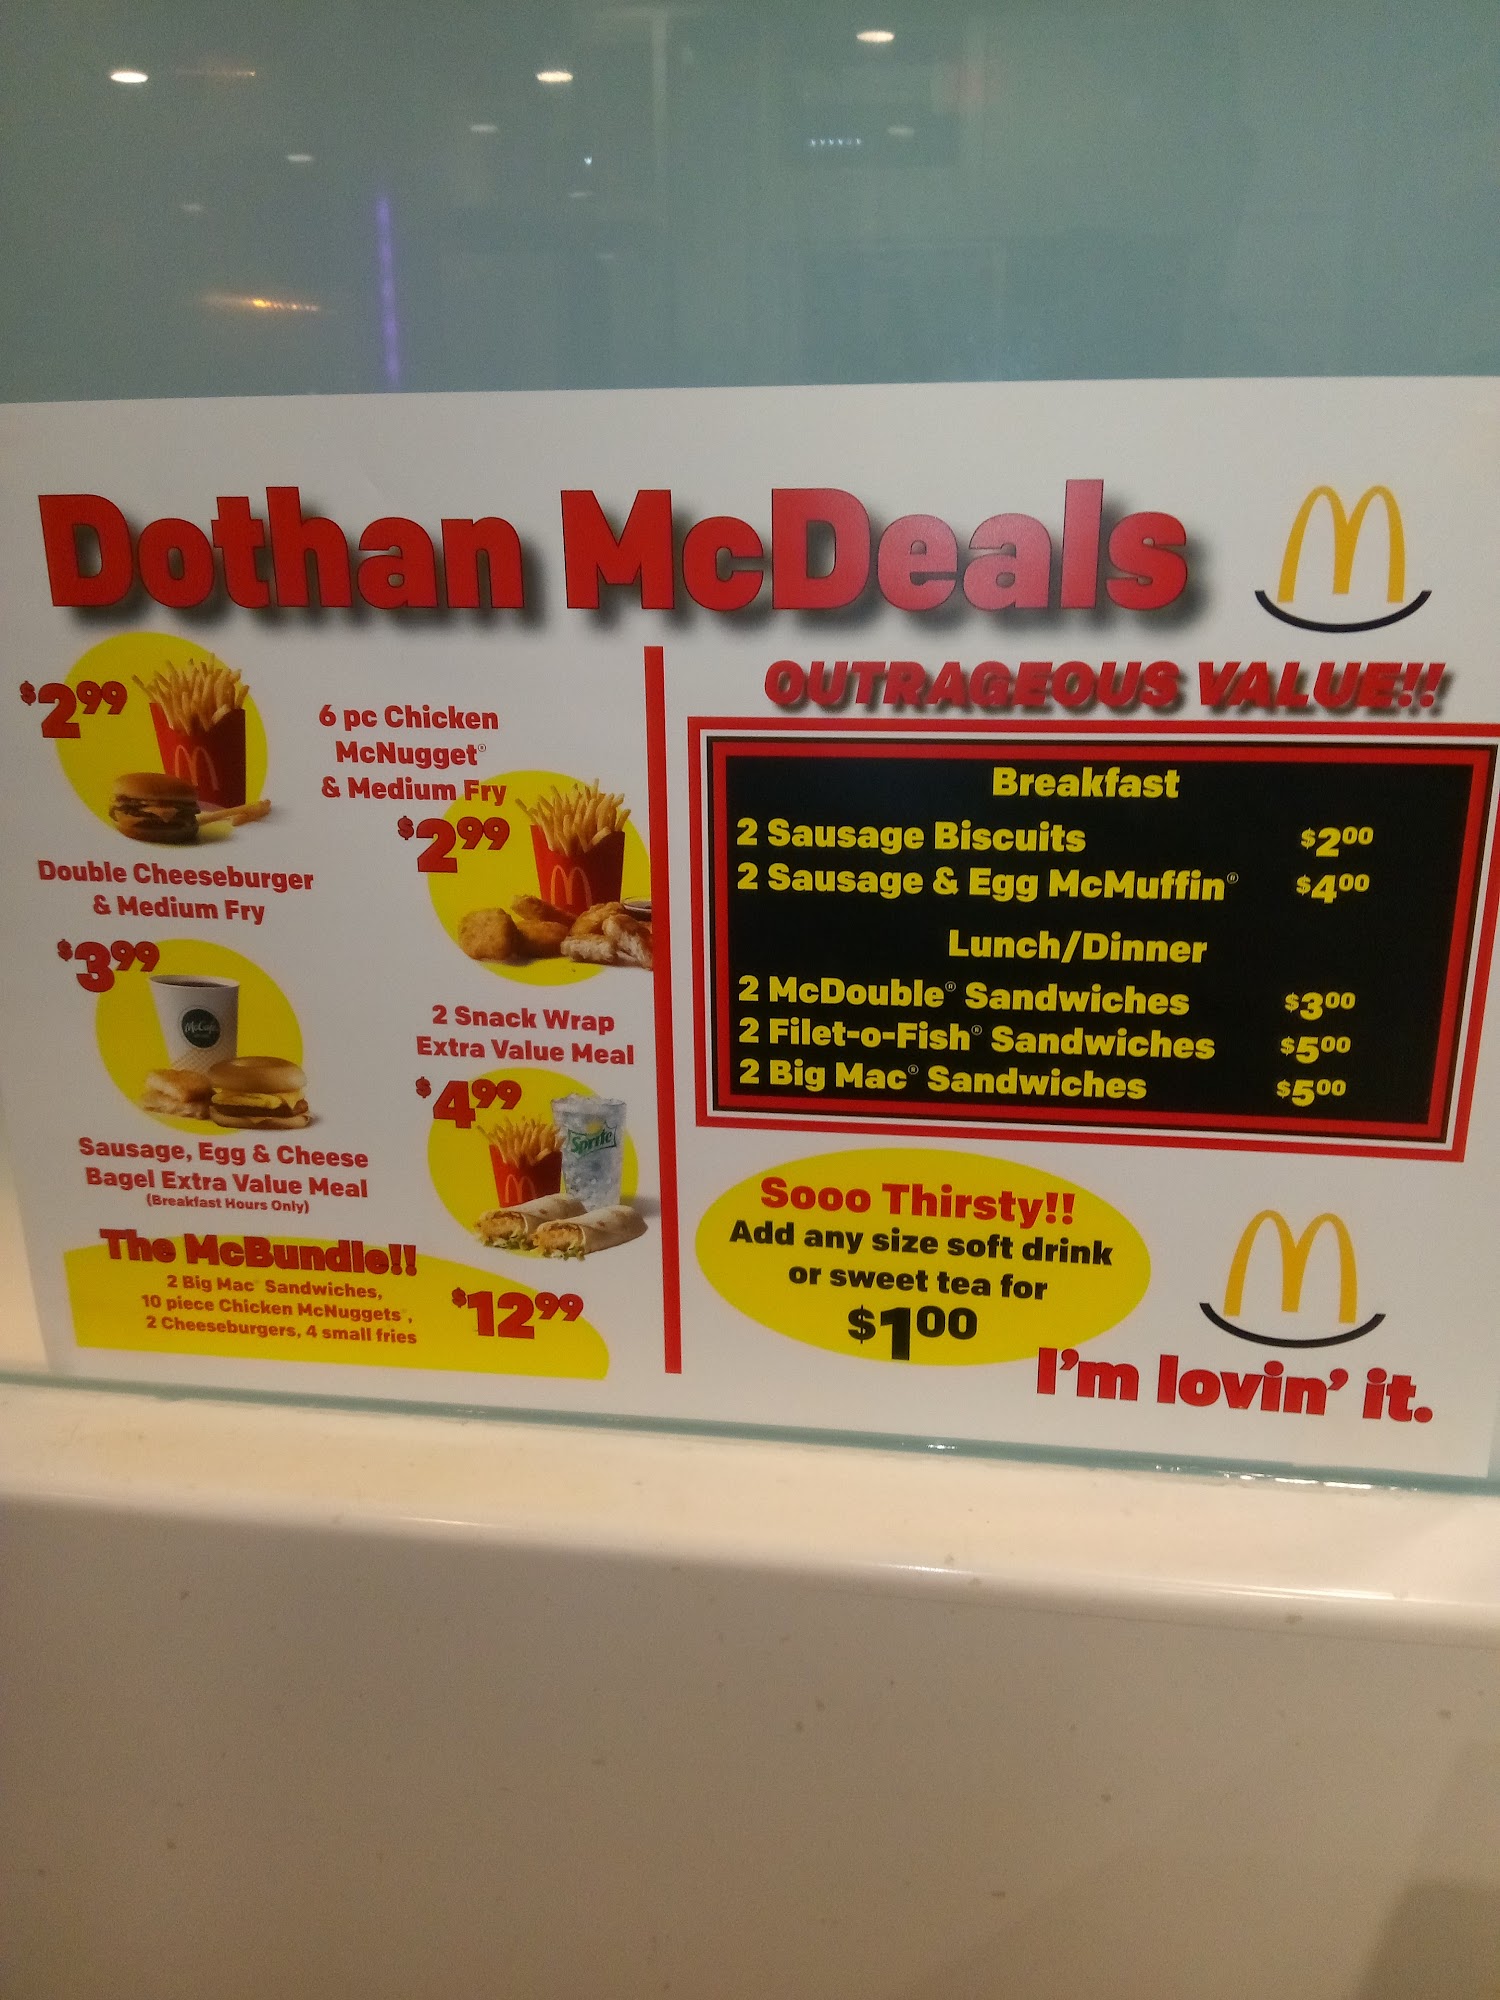 Dothan McDeals
$2.99
Double Cheeseburger
& Medium Fry
6 pc Chicken
McNugget®
& Medium Fry
$2.99
$3.99
McCafé
Sausage, Egg & Cheese
Bagel Extra Value Meal
(Breakfast Hours Only)
2 Snack Wrap
Extra Value Meal
$4.99
Sprite
The McBundle!!
2 Big Mac® Sandwiches,
10 piece Chicken McNuggets®,
2 Cheeseburgers, 4 small fries
$12.99
OUTRAGEOUS VALUE!!
Breakfast
2 Sausage Biscuits $2.00
2 Sausage & Egg McMuffin® $4.00
Lunch/Dinner
2 McDouble® Sandwiches $3.00
2 Filet-o-Fish® Sandwiches $5.00
2 Big Mac® Sandwiches $5.00
Sooo Thirsty!!
Add any size soft drink
or sweet tea for
$1.00
I'm lovin' it.